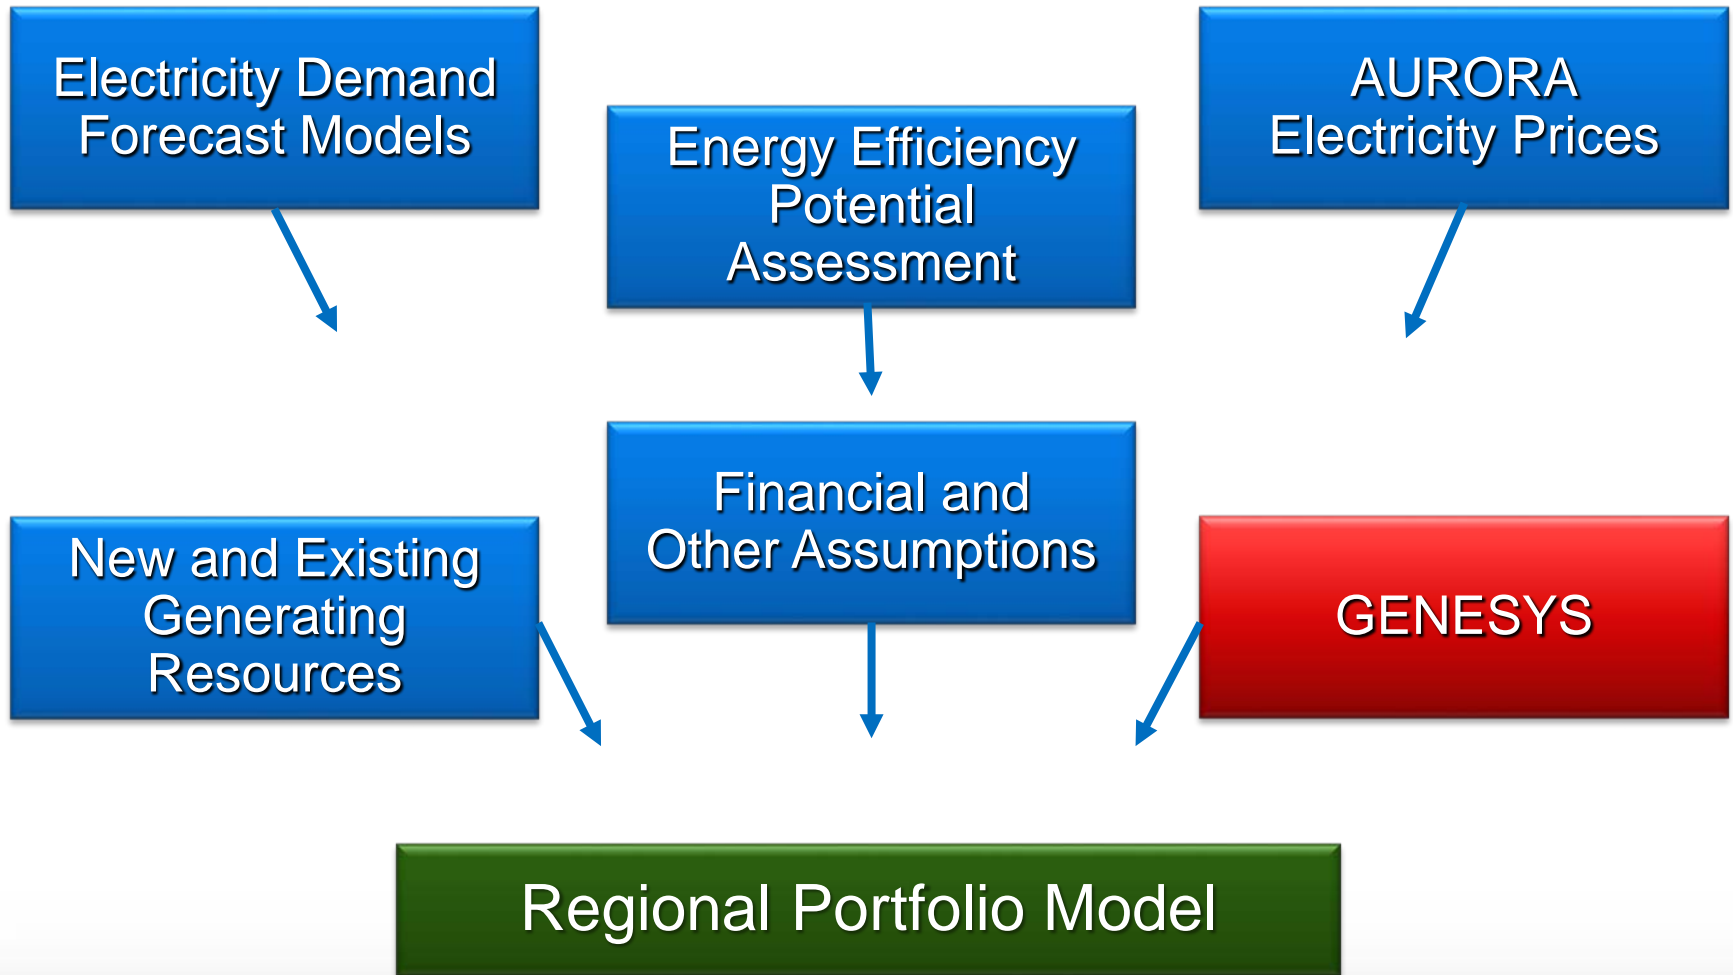 Electricity Demand
Forecast Models
Energy Efficiency
Potential
Assessment
AURORA
Electricity Prices
New and Existing
Generating
Resources
Financial and
Other Assumptions
GENESYS
Regional Portfolio Model